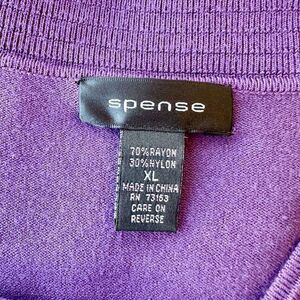 spense
70% RAYON
30% NYLON
XL
MADE IN CHINA
RN 73153
CARE ON
REVERSE